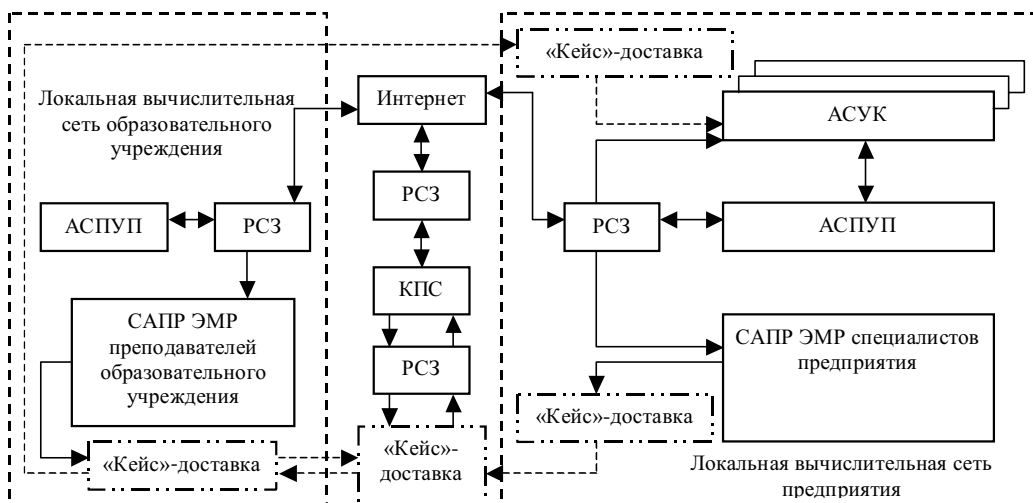 «Кейс»-доставка
Локальная вычислительная
сеть образовательного
учреждения
Интернет
АСУК
РСЗ
АСПУП
РСЗ
РСЗ
АСПУП
КПС
САПР ЭМР
преподавателей
образовательного
учреждения
РСЗ
САПР ЭМР специалистов
предприятия
«Кейс»-доставка
«Кейс»-доставка
«Кейс»-
доставка
Локальная вычислительная сеть
предприятия